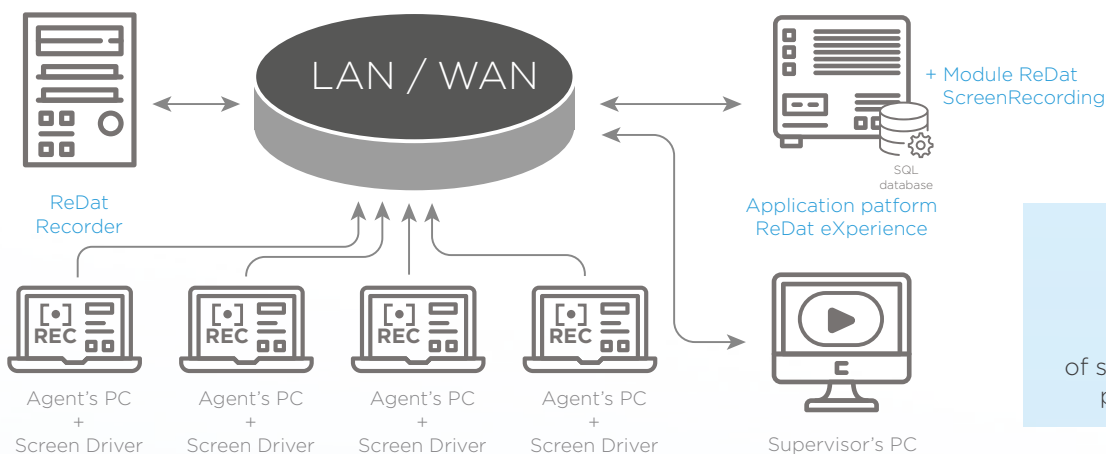 LAN / WAN
+ Module ReDat
ScreenRecording
SQL
database
ReDat
Recorder
Application patform
ReDat eXperience
REC
REC
REC
REC
Agent's PC
+
Screen Driver
Agent's PC
+
Screen Driver
Agent's PC
+
Screen Driver
Agent's PC
+
Screen Driver
Supervisor's PC
of s
p